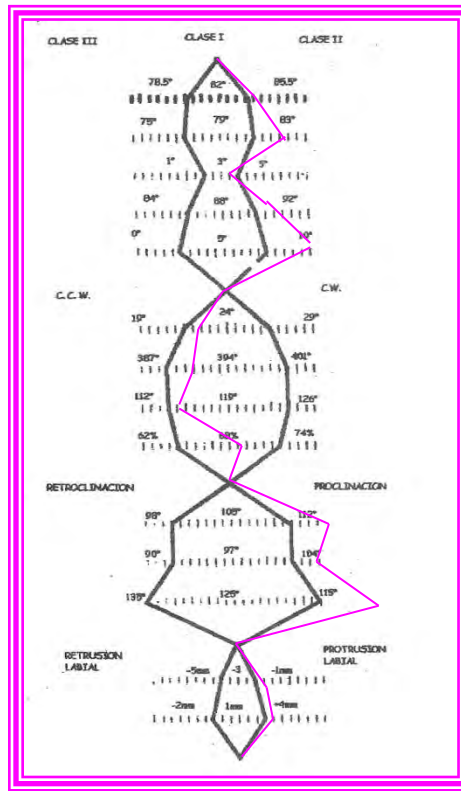 CLASE III CLASE I CLASE II
78.5° 82° 85.5°
75° 79° 83°
1° 3° 5°
84° 88° 92°
0° 5° 10°
C.C.W. C.W.
19° 24° 29°
387° 394° 401°
112° 119° 126°
62% 68% 74%
RETROCLINACION PROCLINACION
98° 105° 112°
90° 97° 104°
135° 125° 115°
RETRUSION LABIAL PROTRUSION LABIAL
-5mm -3 -1mm
-2mm 1mm +4mm